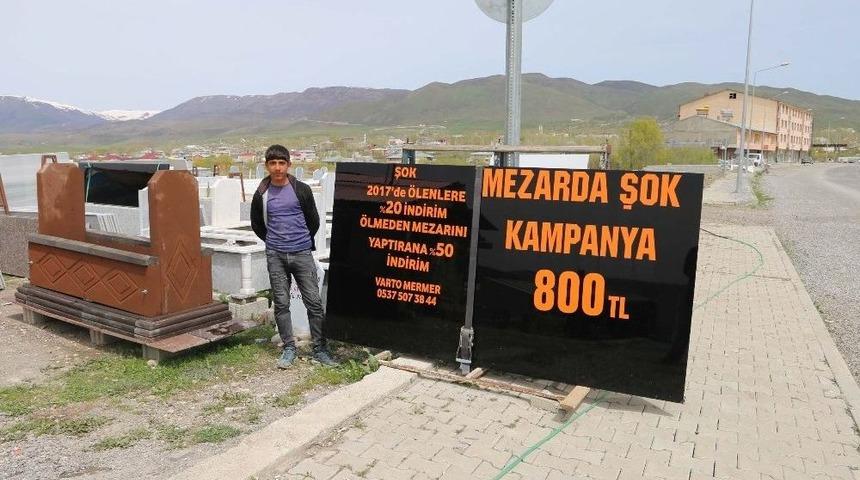 ŞOK
2017'de ÖLENLERE
%20 İNDİRİM
ÖLMEDEN MEZARINI
YAPTIRANA %50
İNDİRİM
VARTO MERMER
0537 507 38 44
MEZARDA ŞOK
KAMPANYA
800 TL